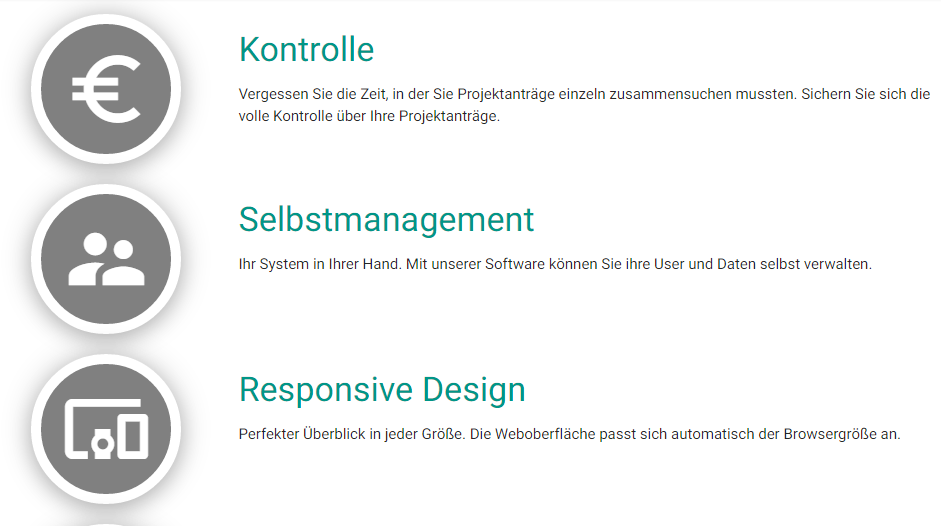 Kontrolle
Vergessen Sie die Zeit, in der Sie Projektanträge einzeln zusammensuchen mussten. Sichern Sie sich die
volle Kontrolle über Ihre Projektanträge.
Selbstmanagement
Ihr System in Ihrer Hand. Mit unserer Software können Sie ihre User und Daten selbst verwalten.
Responsive Design
Perfekter Überblick in jeder Größe. Die Weboberfläche passt sich automatisch der Browsergröße an.